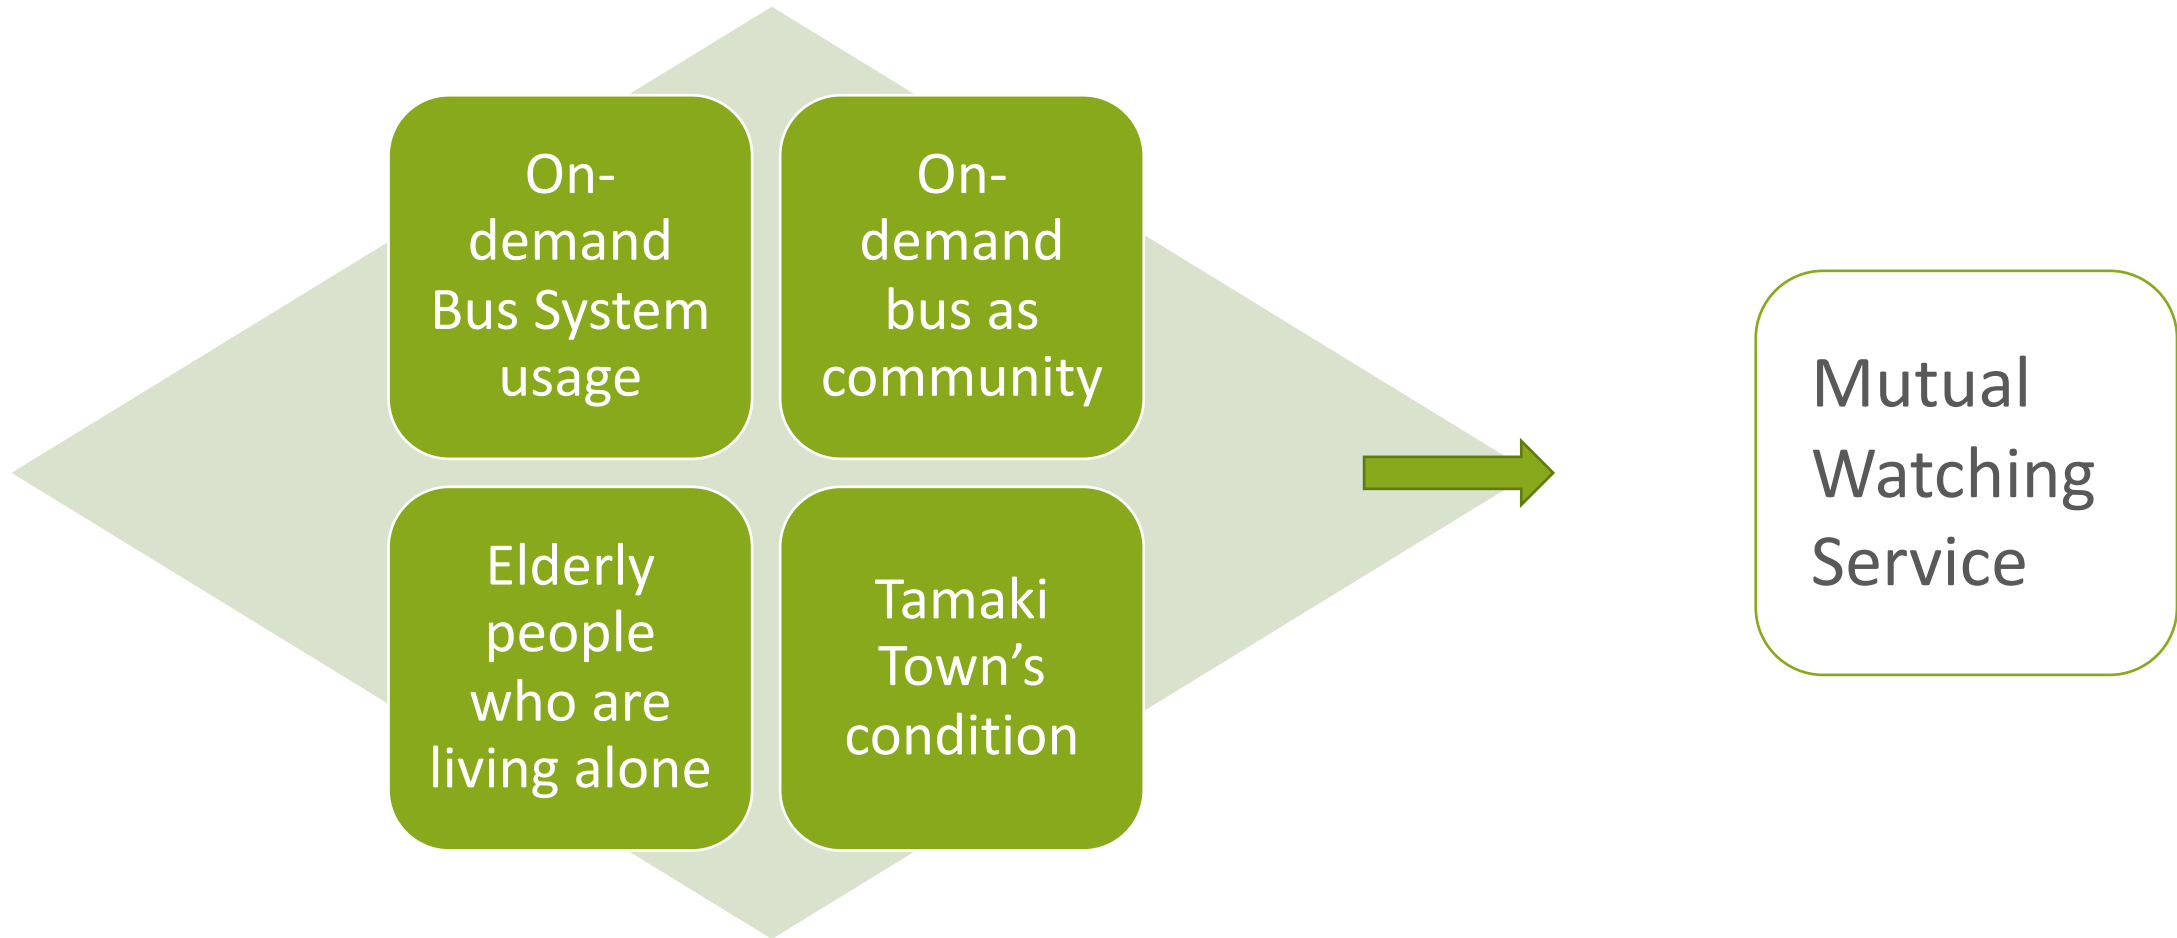 On-
demand
Bus System
usage
On-
demand
bus as
community
Elderly
people
who are
living alone
Tamaki
Town’s
condition
Mutual
Watching
Service